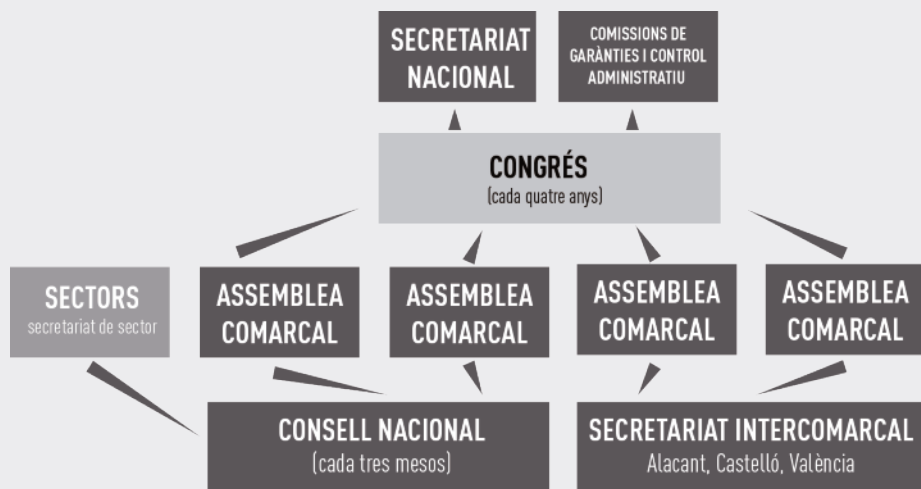 SECRETARIAT
NACIONAL
COMISSIONS DE
GARÀNTIES I CONTROL
ADMINISTRATIU
CONGRÉS
(cada quatre anys)
SECTORS
secretariat de sector
ASSEMBLEA
COMARCAL
ASSEMBLEA
COMARCAL
ASSEMBLEA
COMARCAL
ASSEMBLEA
COMARCAL
CONSELL NACIONAL
(cada tres mesos)
SECRETARIAT INTERCOMARCAL
Alacant, Castelló, València